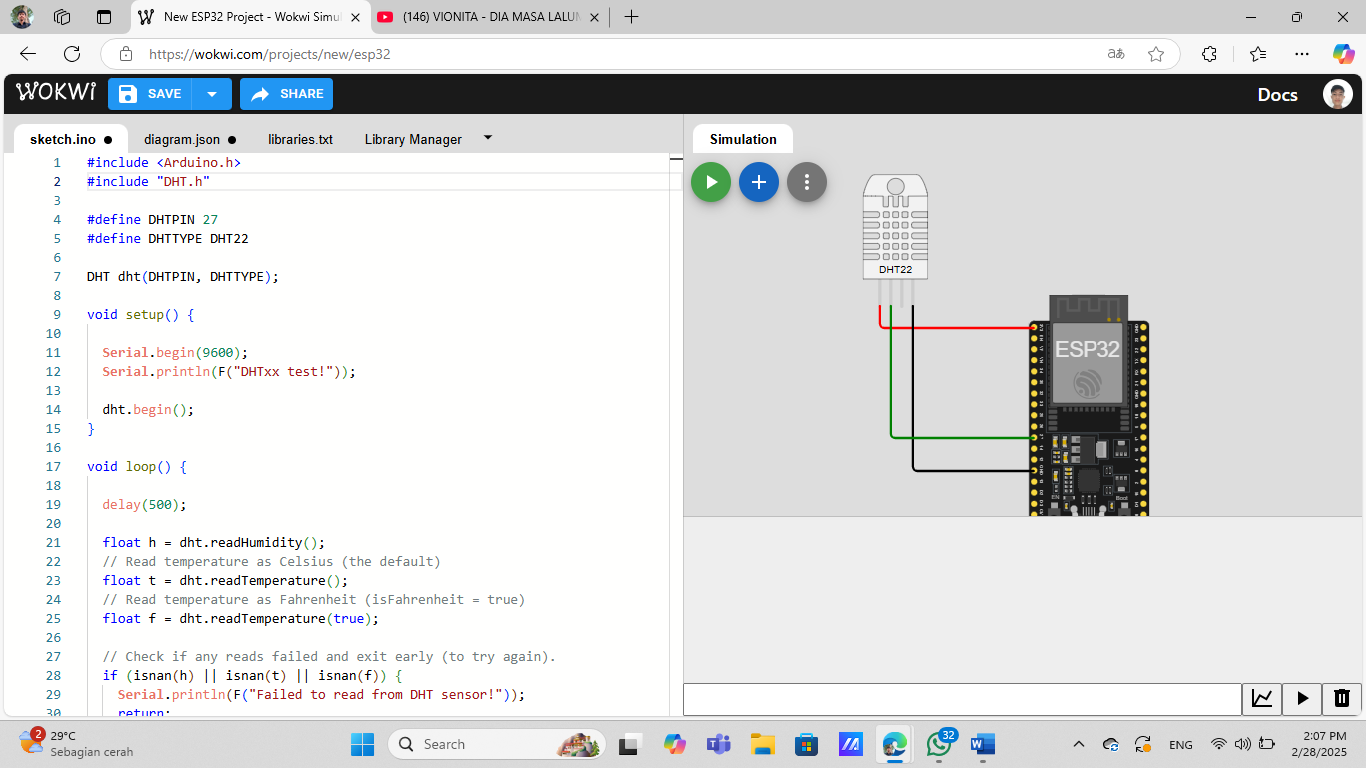 New ESP32 Project - Wokwi Simul
(146) VIONITA - DIA MASA LALUN
https://wokwi.com/projects/new/esp32
WOKWI
SAVE
SHARE
Docs
sketch.ino
diagram.json
libraries.txt
Library Manager
Simulation
1 #include <Arduino.h>
2 #include "DHT.h"
3
4 #define DHTPIN 27
5 #define DHTTYPE DHT22
6
7 DHT dht(DHTPIN, DHTTYPE);
8
9 void setup() {
10
11 Serial.begin(9600);
12 Serial.println(F("DHTxx test!"));
13
14 dht.begin();
15 }
16
17 void loop() {
18
19 delay(500);
20
21 float h = dht.readHumidity();
22 // Read temperature as Celsius (the default)
23 float t = dht.readTemperature();
24 // Read temperature as Fahrenheit (isFahrenheit = true)
25 float f = dht.readTemperature(true);
26
27 // Check if any reads failed and exit early (to try again).
28 if (isnan(h) || isnan(t) || isnan(f)) {
29 Serial.println(F("Failed to read from DHT sensor!"));
30 return;
DHT22
ESP32
EN
Boot
2
29°C
Sebagian cerah
Search
32
ENG
2:07 PM
2/28/2025